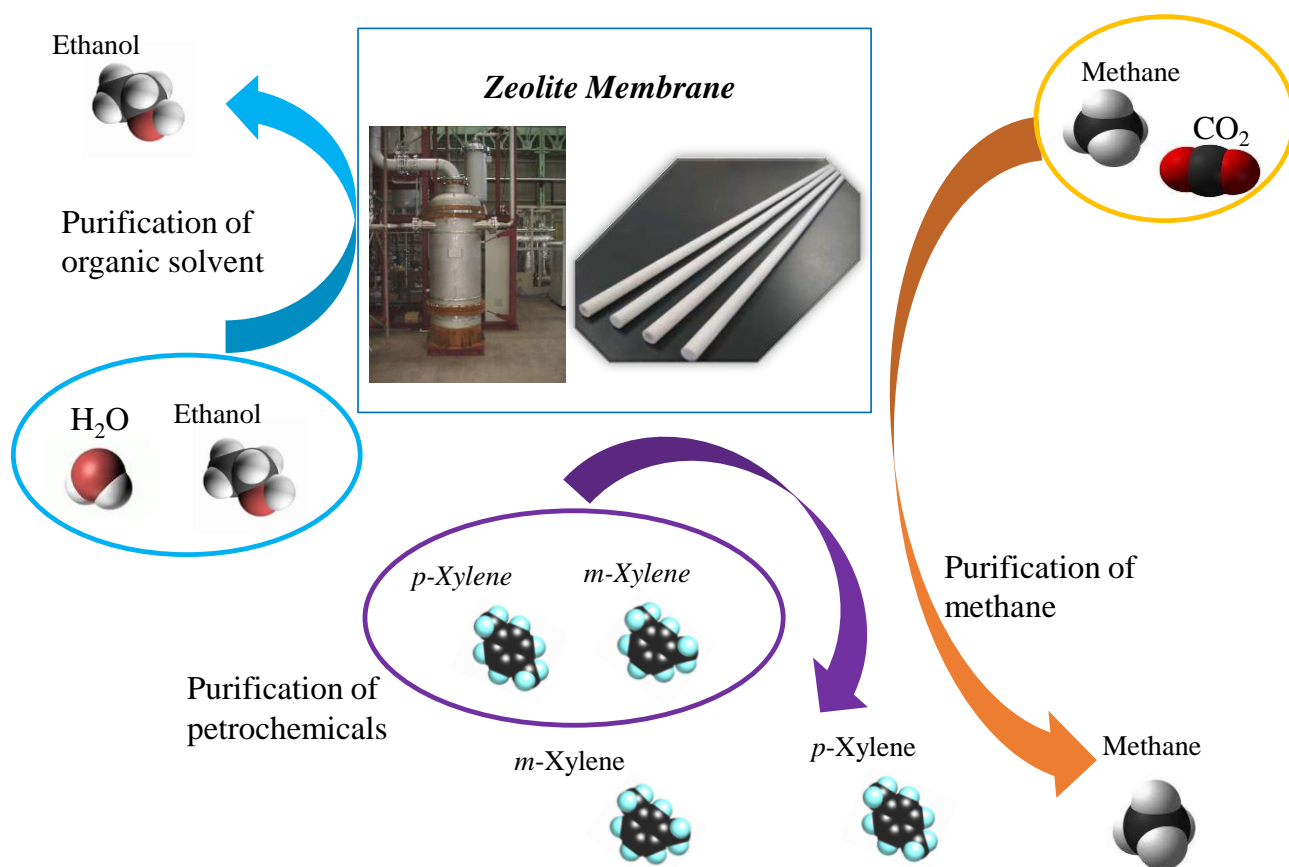 Ethanol
Zeolite Membrane
Methane
CO₂
Purification of
organic solvent
H₂O
Ethanol
p-Xylene
m-Xylene
Purification of
petrochemicals
m-Xylene
p-Xylene
Purification of
methane
Methane